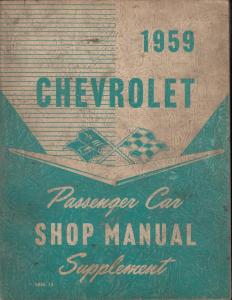 1959
CHEVROLET
Passenger Car
SHOP MANUAL
Supplement